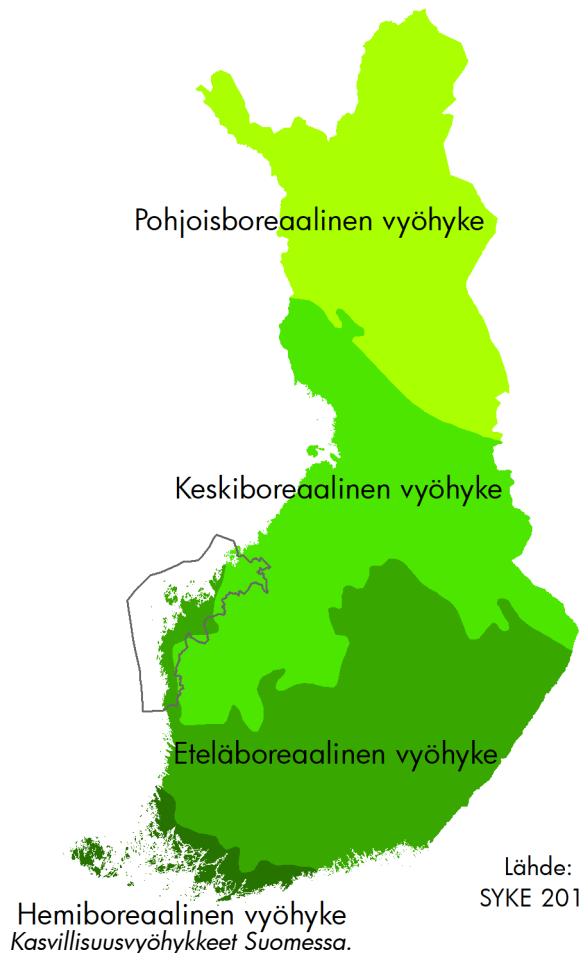 Pohjoisboreaalinen vyöhyke
Keskiboreaalinen vyöhyke
Eteläboreaalinen vyöhyke
Lähde:
SYKE 201
Hemiboreaalinen vyöhyke
Kasvillisuusvyöhykkeet Suomessa.